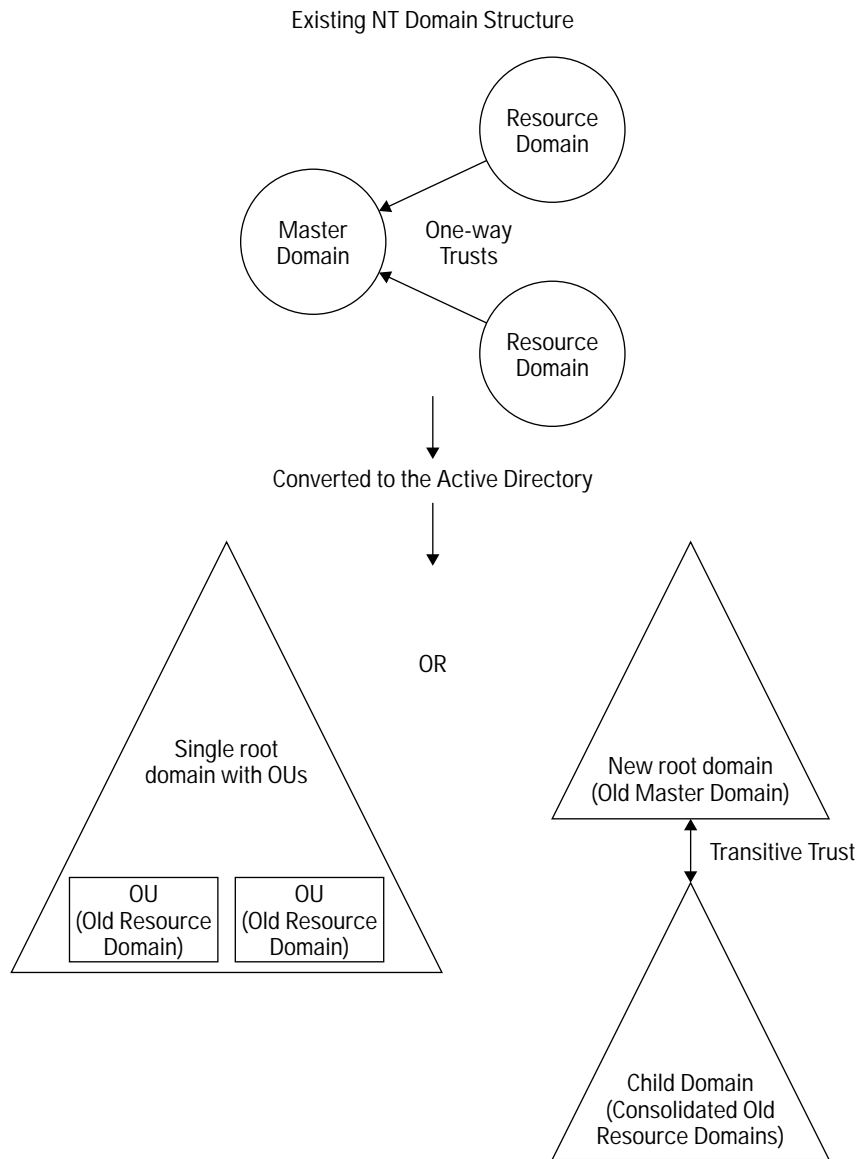 Existing NT Domain Structure
Resource
Domain
Master
Domain
One-way
Trusts
Resource
Domain
Converted to the Active Directory
OR
Single root
domain with OUs
OU
(Old Resource
Domain)
OU
(Old Resource
Domain)
New root domain
(Old Master Domain)
Transitive Trust
Child Domain
(Consolidated Old
Resource Domains)